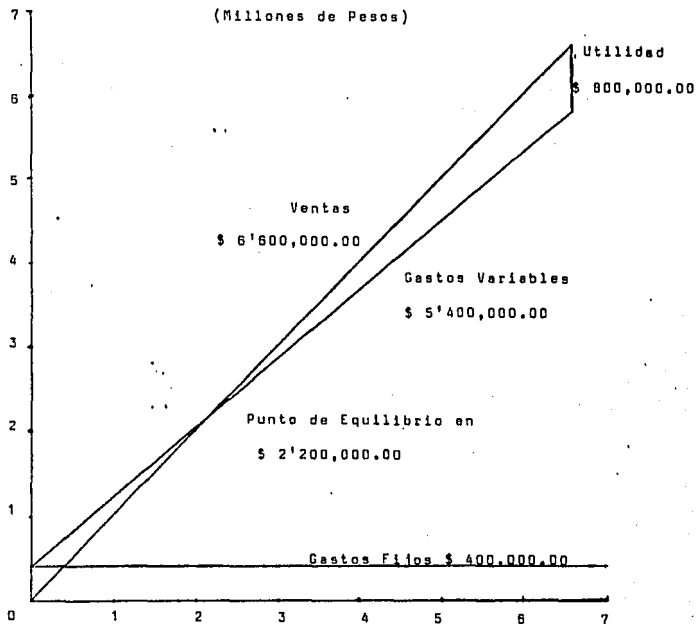 (Millones de Pesos)
7
Utilidad
$ 800,000.00
6
5
Ventas
$ 6'600,000.00
4
Gastos Variables
$ 5'400,000.00
3
Punto de Equilibrio en
2
$ 2'200,000.00
1
Gastos Fijos $ 400.000.00
0 1 2 3 4 5 6 7